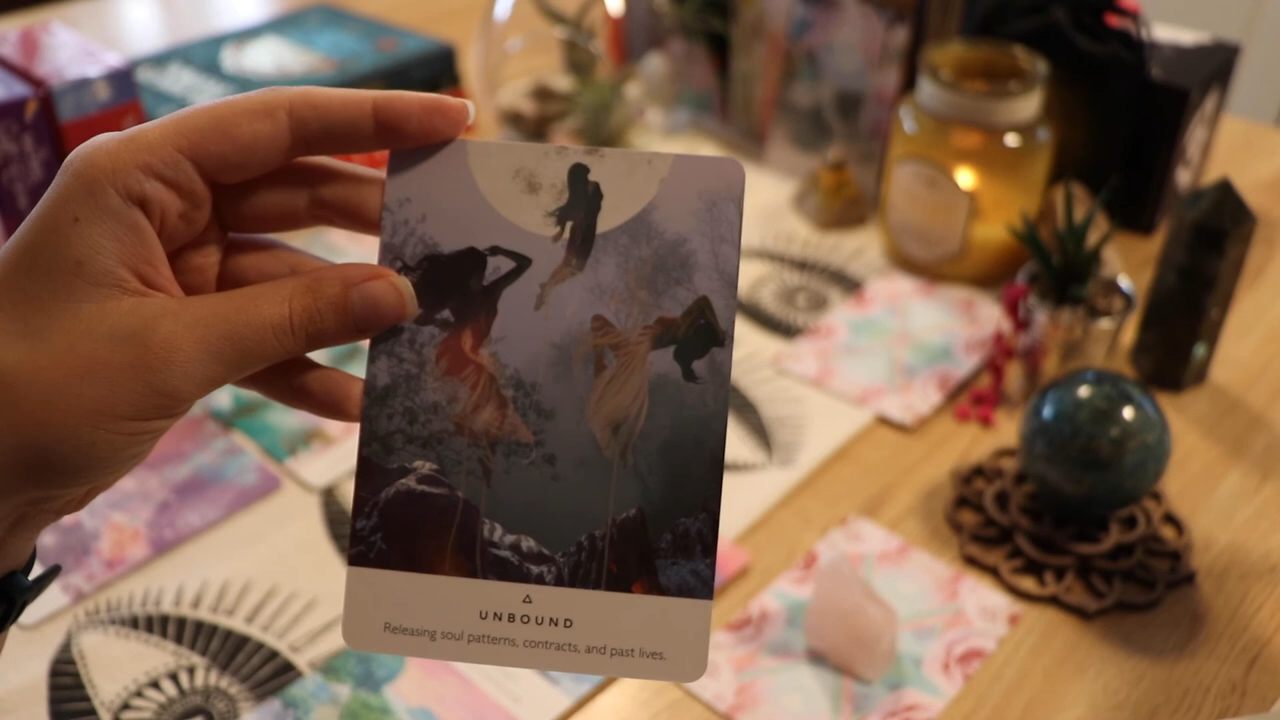 UNBOUND
Releasing soul patterns, contracts, and past lives.